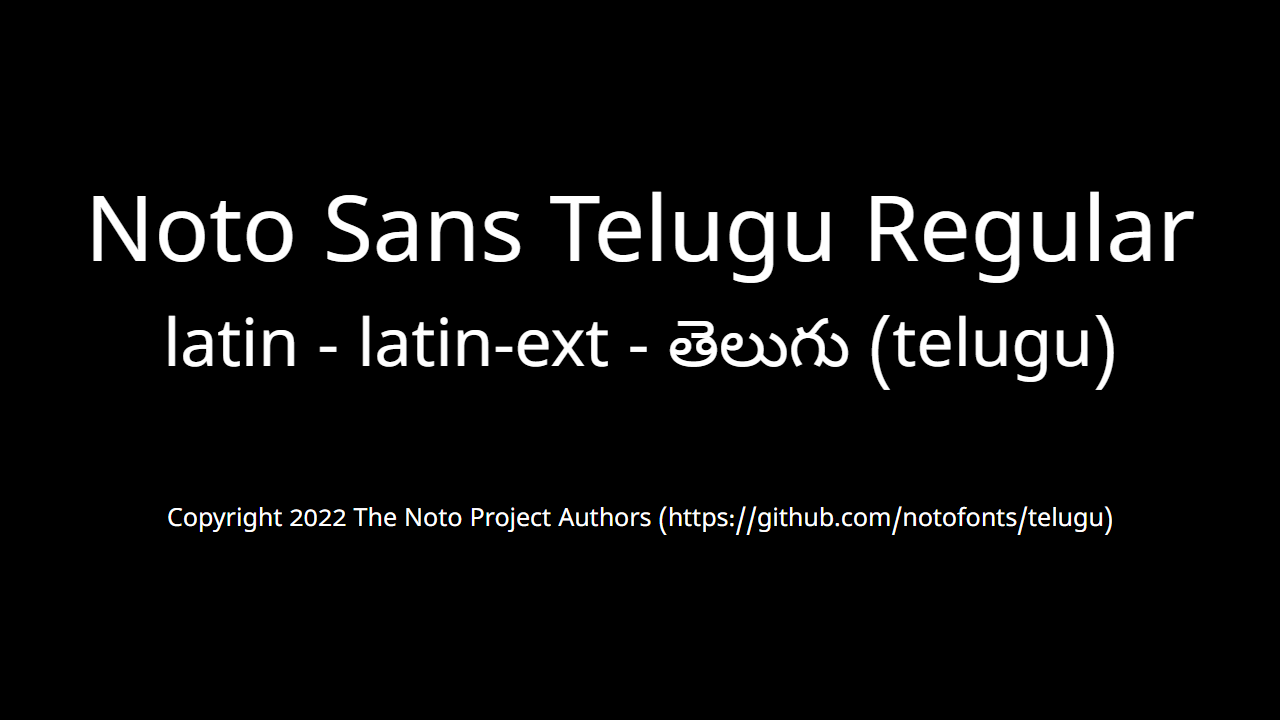 Noto Sans Telugu Regular
latin - latin-ext - తెలుగు (telugu)
Copyright 2022 The Noto Project Authors (https://github.com/notofonts/telugu)